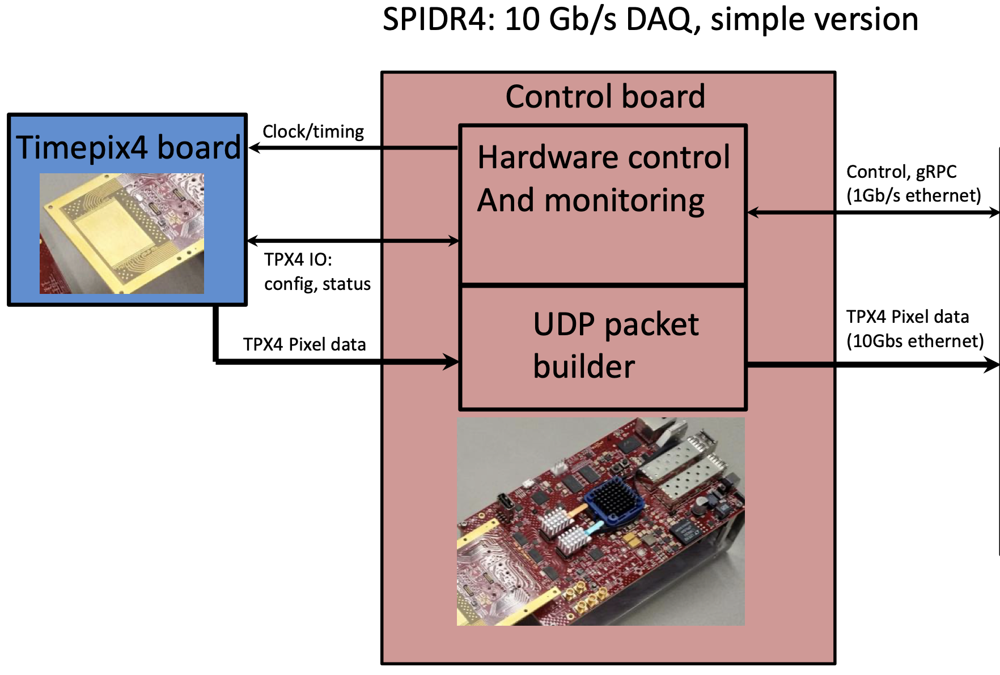 SPIDR4: 10 Gb/s DAQ, simple version
Control board
Timepix4 board
Clock/timing
Hardware control
And monitoring
Control, gRPC
(1Gb/s ethernet)
TPX4 IO:
config, status
UDP packet
builder
TPX4 Pixel data
TPX4 Pixel data
(10Gbs ethernet)